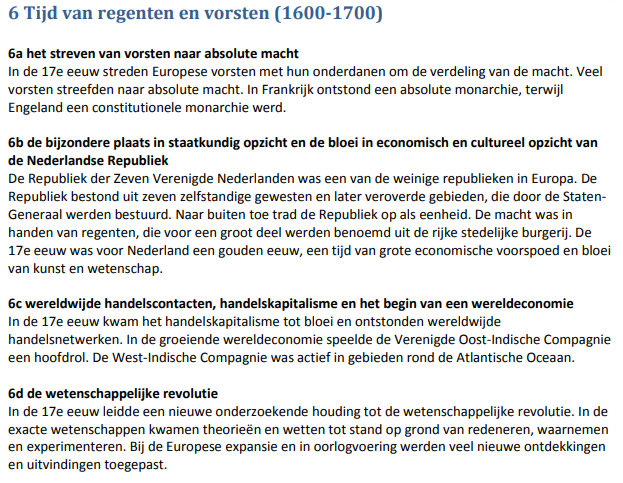 6 Tijd van regenten en vorsten (1600-1700)
6a het streven van vorsten naar absolute macht
In de 17e eeuw streden Europese vorsten met hun onderdanen om de verdeling van de macht. Veel
vorsten streefden naar absolute macht. In Frankrijk ontstond een absolute monarchie, terwijl
Engeland een constitutionele monarchie werd.
6b de bijzondere plaats in staatkundig opzicht en de bloei in economisch en cultureel opzicht van
de Nederlandse Republiek
De Republiek der Zeven Verenigde Nederlanden was een van de weinige republieken in Europa. De
Republiek bestond uit zeven zelfstandige gewesten en later veroverde gebieden, die door de Staten-
Generaal werden bestuurd. Naar buiten toe trad de Republiek op als eenheid. De macht was in
handen van regenten, die voor een groot deel werden benoemd uit de rijke stedelijke burgerij. De
17e eeuw was voor Nederland een gouden eeuw, een tijd van grote economische voorspoed en bloei
van kunst en wetenschap.
6c wereldwijde handelscontacten, handelskapitalisme en het begin van een wereldeconomie
In de 17e eeuw kwam het handelskapitalisme tot bloei en ontstonden wereldwijde
handelsnetwerken. In de groeiende wereldeconomie speelde de Verenigde Oost-Indische Compagnie
een hoofdrol. De West-Indische Compagnie was actief in gebieden rond de Atlantische Oceaan.
6d de wetenschappelijke revolutie
In de 17e eeuw leidde een nieuwe onderzoekende houding tot de wetenschappelijke revolutie. In de
exacte wetenschappen kwamen theorieën en wetten tot stand op grond van redeneren, waarnemen
en experimenteren. Bij de Europese expansie en in oorlogvoering werden veel nieuwe ontdekkingen
en uitvindingen toegepast.